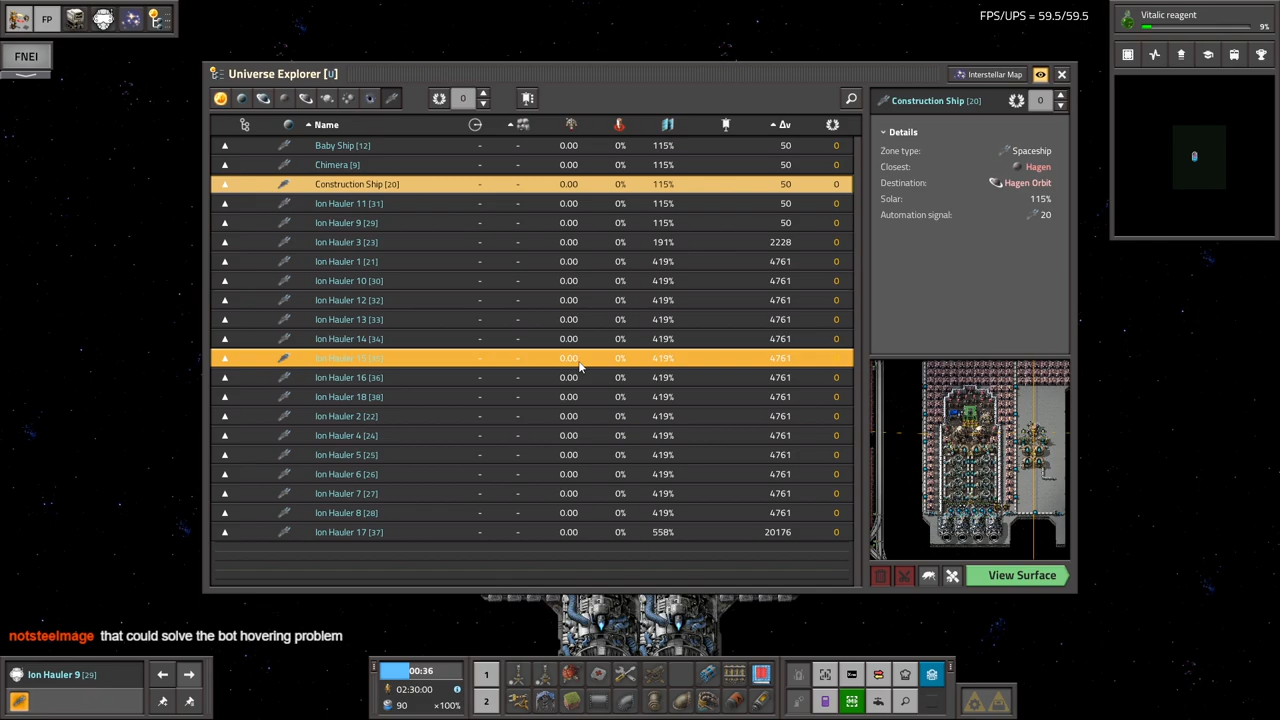 FP
FPS/UPS = 59.5/59.5
Vitalic reagent
9%
FNEI
Universe Explorer [U]
Interstellar Map
0
Construction Ship [20]
0
Name
Δv
Baby Ship [12] - - 0.00 0% 115% 50 0
Chimera [9] - - 0.00 0% 115% 50 0
Construction Ship [20] - - 0.00 0% 115% 50 0
Ion Hauler 11 [31] - - 0.00 0% 115% 50 0
Ion Hauler 9 [29] - - 0.00 0% 115% 50 0
Ion Hauler 3 [23] - - 0.00 0% 191% 2228 0
Ion Hauler 1 [21] - - 0.00 0% 419% 4761 0
Ion Hauler 10 [30] - - 0.00 0% 419% 4761 0
Ion Hauler 12 [32] - - 0.00 0% 419% 4761 0
Ion Hauler 13 [33] - - 0.00 0% 419% 4761 0
Ion Hauler 14 [34] - - 0.00 0% 419% 4761 0
Ion Hauler 15 - - 0.00 0% 419% 4761 0
Ion Hauler 16 [36] - - 0.00 0% 419% 4761 0
Ion Hauler 18 [38] - - 0.00 0% 419% 4761 0
Ion Hauler 2 [22] - - 0.00 0% 419% 4761 0
Ion Hauler 4 [24] - - 0.00 0% 419% 4761 0
Ion Hauler 5 [25] - - 0.00 0% 419% 4761 0
Ion Hauler 6 [26] - - 0.00 0% 419% 4761 0
Ion Hauler 7 [27] - - 0.00 0% 419% 4761 0
Ion Hauler 8 [28] - - 0.00 0% 419% 4761 0
Ion Hauler 17 [37] - - 0.00 0% 558% 20176 0
Details
Zone type: Spaceship
Closest: Hagen
Destination: Hagen Orbit
Solar: 115%
Automation signal: 20
View Surface
notsteelmage that could solve the bot hovering problem
Ion Hauler 9 [29]
00:36
02:30:00
90 ×100%
1
2